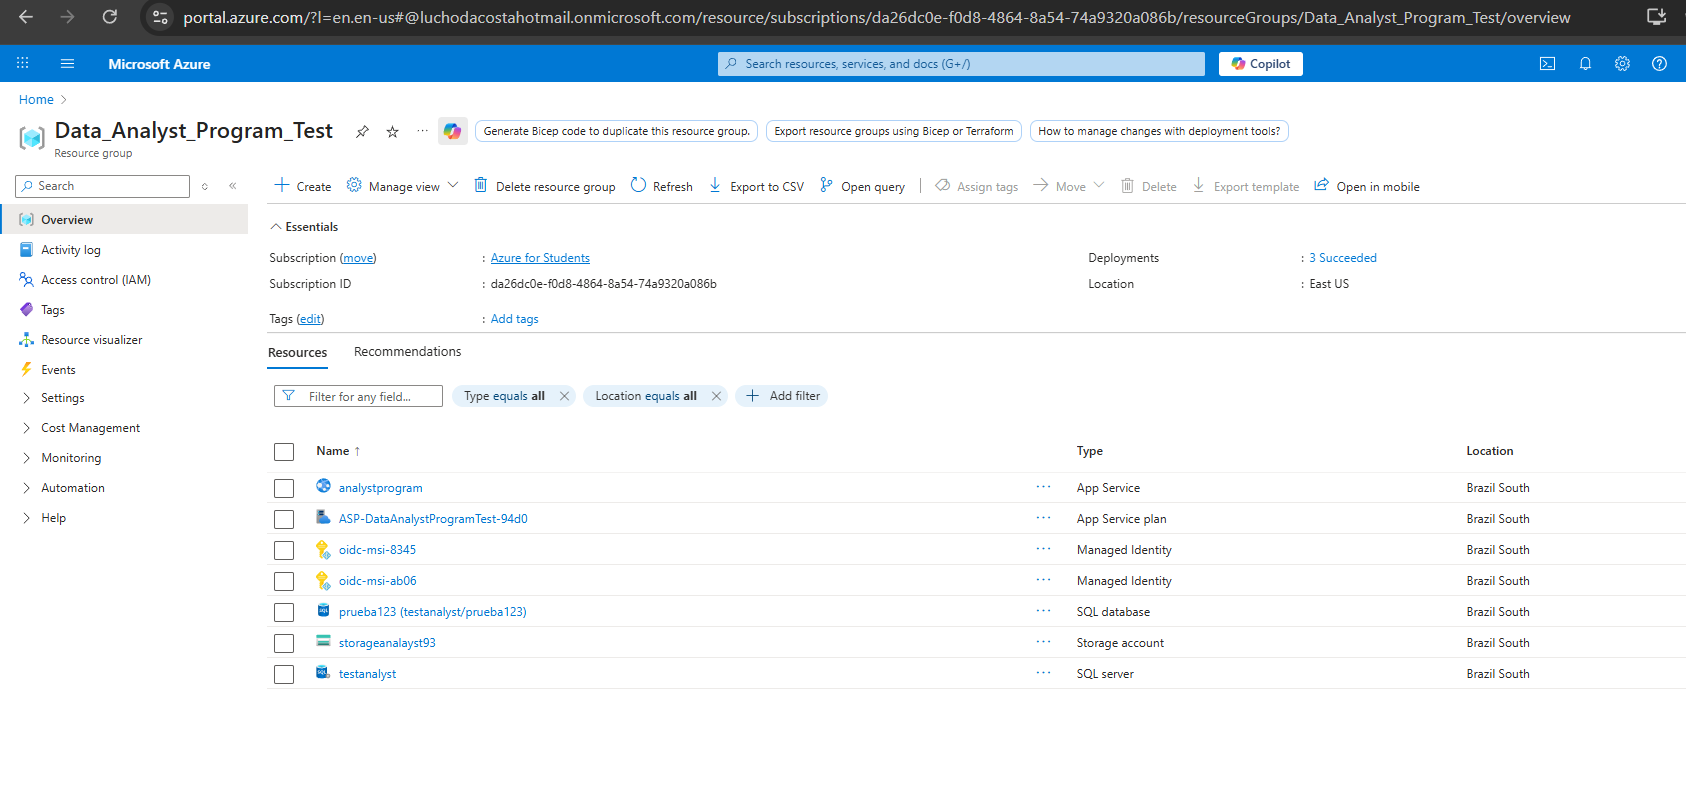 portal.azure.com/?l=en.en-us#@luchodacostahotmail.onmicrosoft.com/resource/subscriptions/da26dc0e-f0d8-4864-8a54-74a9320a086b/resourceGroups/Data_Analyst_Program_Test/overview
Microsoft Azure
Search resources, services, and docs (G+/)
Copilot
Home
Data_Analyst_Program_Test
Generate Bicep code to duplicate this resource group.
Export resource groups using Bicep or Terraform
How to manage changes with deployment tools?
Resource group
Search
Create Manage view Delete resource group Refresh Export to CSV Open query Assign tags Move Delete Export template Open in mobile
Overview
Activity log
Access control (IAM)
Tags
Resource visualizer
Events
Settings
Cost Management
Monitoring
Automation
Help
Essentials
Subscription (move) : Azure for Students
Deployments : 3 Succeeded
Subscription ID : da26dc0e-f0d8-4864-8a54-74a9320a086b
Location : East US
Tags (edit) : Add tags
Resources Recommendations
Filter for any field... Type equals all Location equals all Add filter
Name ↑ Type Location
analystprogram ... App Service Brazil South
ASP-DataAnalystProgramTest-94d0 ... App Service plan Brazil South
oidc-msi-8345 ... Managed Identity Brazil South
oidc-msi-ab06 ... Managed Identity Brazil South
prueba123 (testanalyst/prueba123) ... SQL database Brazil South
storageanalayst93 ... Storage account Brazil South
testanalyst ... SQL server Brazil South